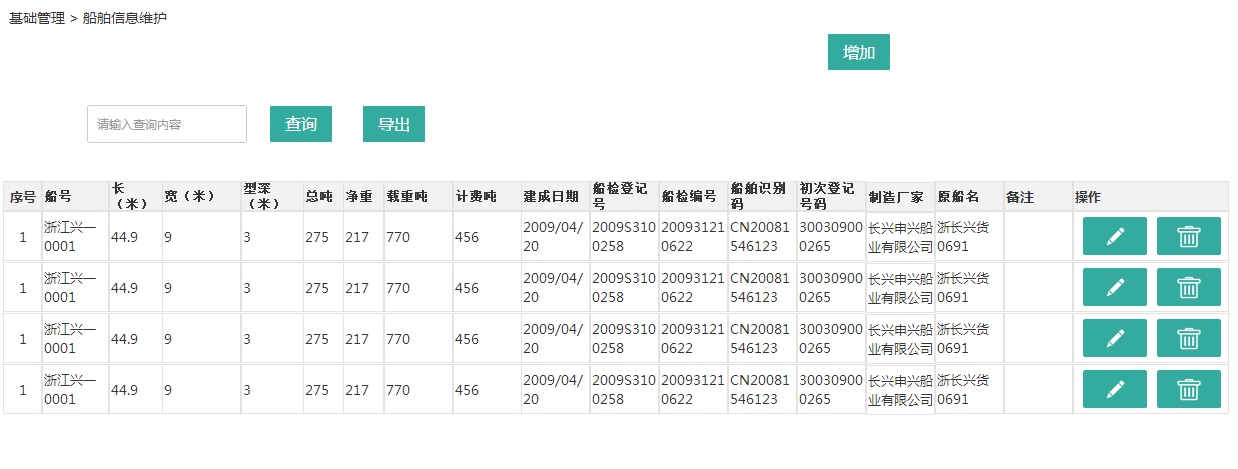 基础管理 > 船舶信息维护
增加
请输入查询内容 查询 导出
序号 船号 长（米） 宽（米） 型深（米） 总吨 净重 载重吨 计费吨 建成日期 船检登记号 船检编号 船舶识别码 初次登记号码 制造厂家 原船名 备注 操作
1 浙江兴一0001 44.9 9 3 275 217 770 456 2009/04/20 2009S3100258 200931210622 CN20081546123 300309000265 长兴申兴船业有限公司 浙长兴货0691
1 浙江兴一0001 44.9 9 3 275 217 770 456 2009/04/20 2009S3100258 200931210622 CN20081546123 300309000265 长兴申兴船业有限公司 浙长兴货0691
1 浙江兴一0001 44.9 9 3 275 217 770 456 2009/04/20 2009S3100258 200931210622 CN20081546123 300309000265 长兴申兴船业有限公司 浙长兴货0691
1 浙江兴一0001 44.9 9 3 275 217 770 456 2009/04/20 2009S3100258 200931210622 CN20081546123 300309000265 长兴申兴船业有限公司 浙长兴货0691